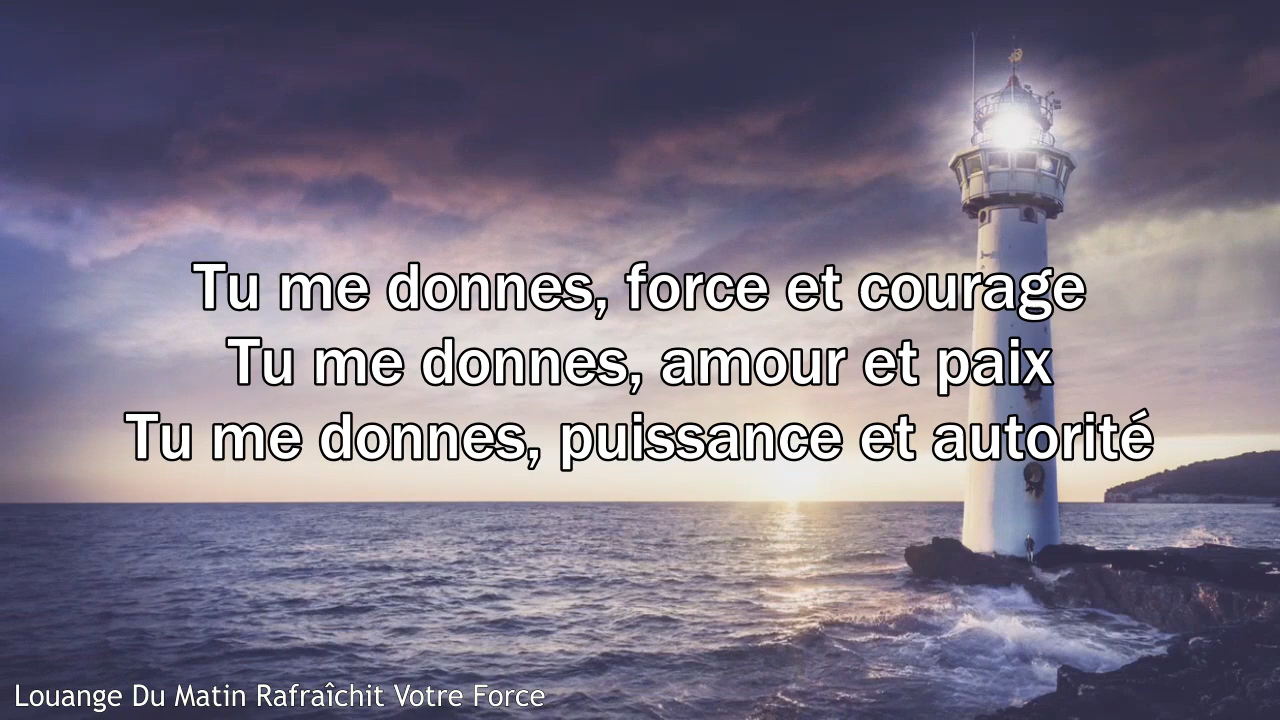 Tu me donnes, force et courage
Tu me donnes, amour et paix
Tu me donnes, puissance et autorité
Louange Du Matin Rafraîchit Votre Force